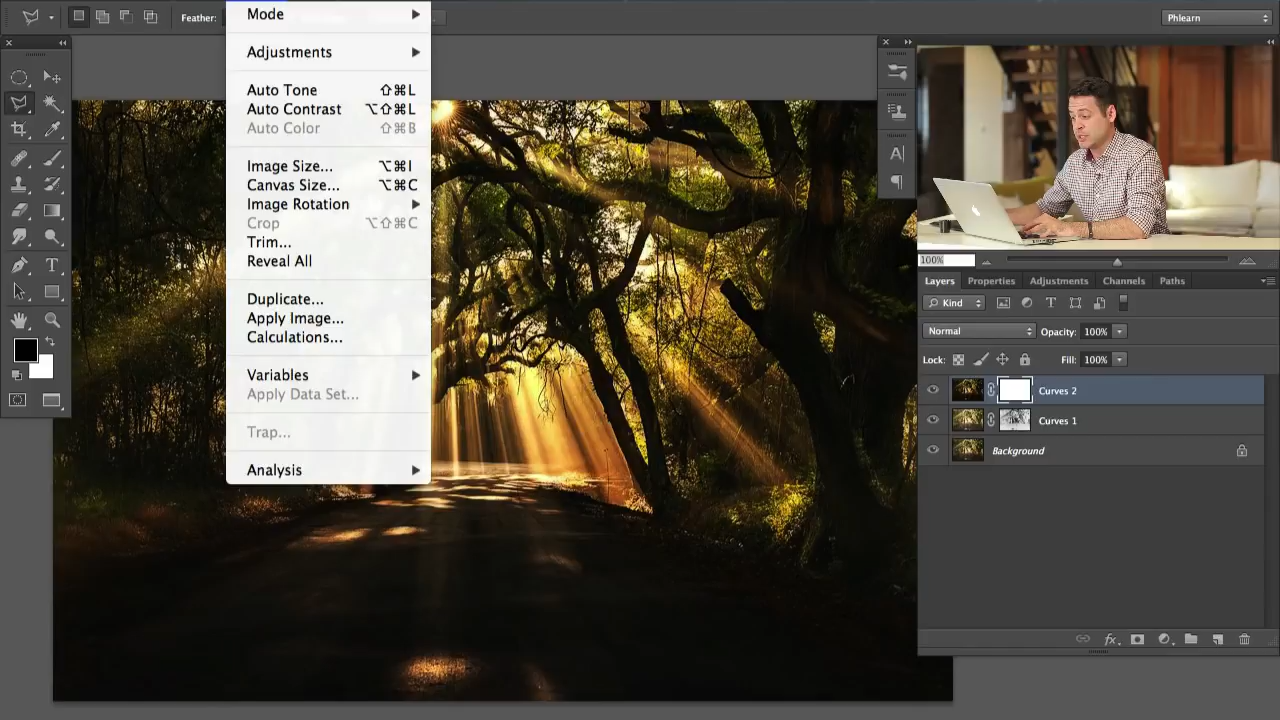 Feather:
Phlearn
Mode
Adjustments
Auto Tone ⇧⌘L
Auto Contrast ⌥⇧⌘L
Auto Color ⇧⌘B
Image Size... ⌥⌘I
Canvas Size... ⌥⌘C
Image Rotation
Crop ⌥⇧⌘C
Trim...
Reveal All
Duplicate...
Apply Image...
Calculations...
Variables
Apply Data Set...
Trap...
Analysis
A
T
100%
Layers Properties Adjustments Channels Paths
Kind T
Normal Opacity: 100%
Lock: Fill: 100%
Curves 2
Curves 1
Background
fx